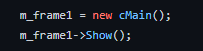 m_frame1 = new cMain();
m_frame1->Show();